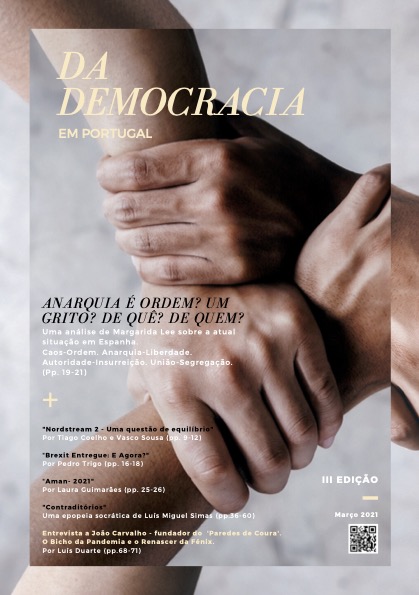 DA
DEMOCRACIA
EM PORTUGAL
ANARQUIA É ORDEM? UM
GRITO? DE QUÊ? DE QUEM?
Uma análise de Margarida Lee sobre a atual
situação em Espanha.
Caos-Ordem. Anarquia-Liberdade.
Autoridade-Insurreição. União-Segregação.
(Pp. 19-21)
+
"Nordstream 2 - Uma questão de equilíbrio"
Por Tiago Coelho e Vasco Sousa (pp. 9-12)
"Brexit Entregue: E Agora?"
Por Pedro Trigo (pp. 16-18)
"Aman- 2021"
Por Laura Guimarães (pp. 25-26)
"Contraditórios"
Uma epopeia socrática de Luis Miguel Simas (pp.36-60)
Entrevista a João Carvalho - fundador do 'Paredes de Coura'.
O Bicho da Pandemia e o Renascer da Fénix.
Por Luis Duarte (pp.68-71)
III EDIÇÃO
Março 2021